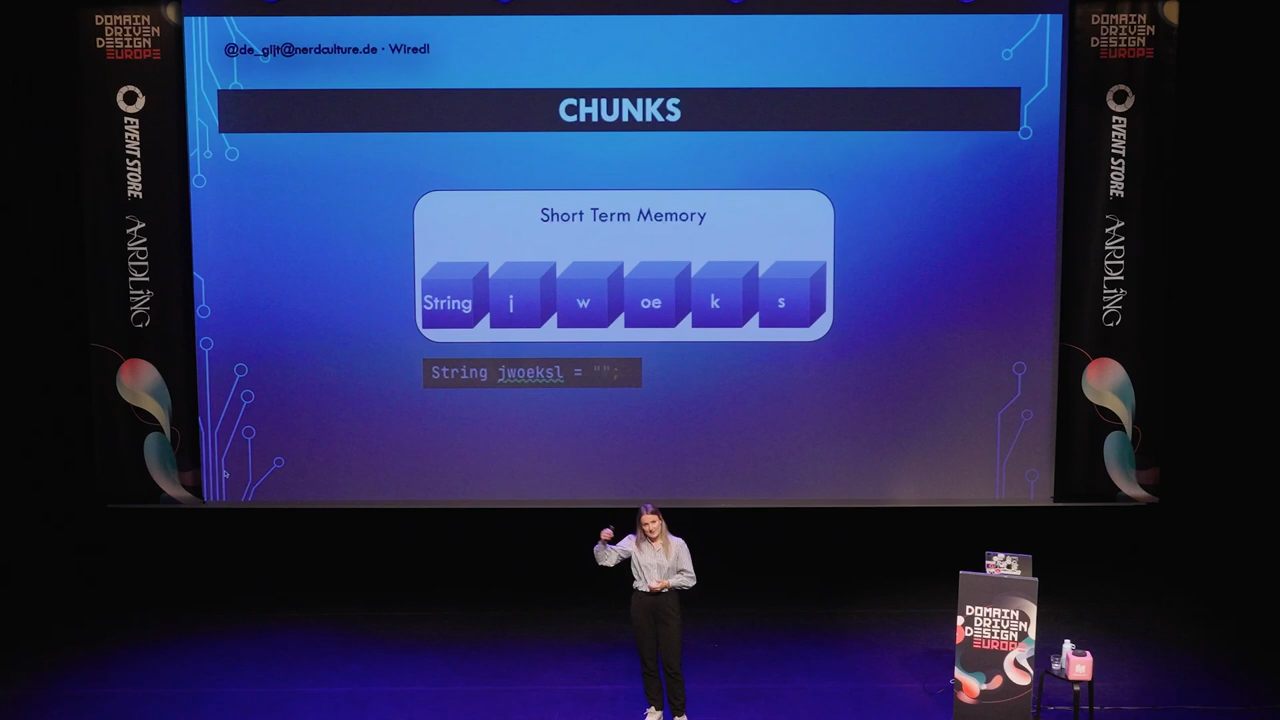 DOMAIN
DRIVEN
DESIGN
EUROPE
EVENT STORE.
AARDLING
@de_gijt@nerdculture.de · Wiredl
CHUNKS
Short Term Memory
String j w oe k s
String jwoeksl = "";
DOMAIN
DRIVEN
DESIGN
EUROPE
EVENT STORE.
AARDLING
DOMAIN
DRIVEN
DESIGN
EUROPE